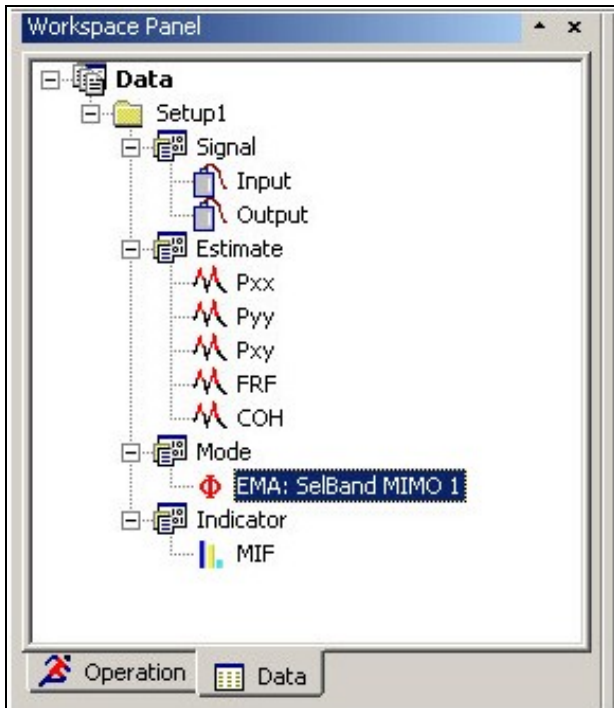 Workspace Panel
Data
Setup1
Signal
Input
Output
Estimate
Pxx
Pyy
Pxy
FRF
COH
Mode
Φ EMA: SelBand MIMO 1
Indicator
MIF
Operation
Data